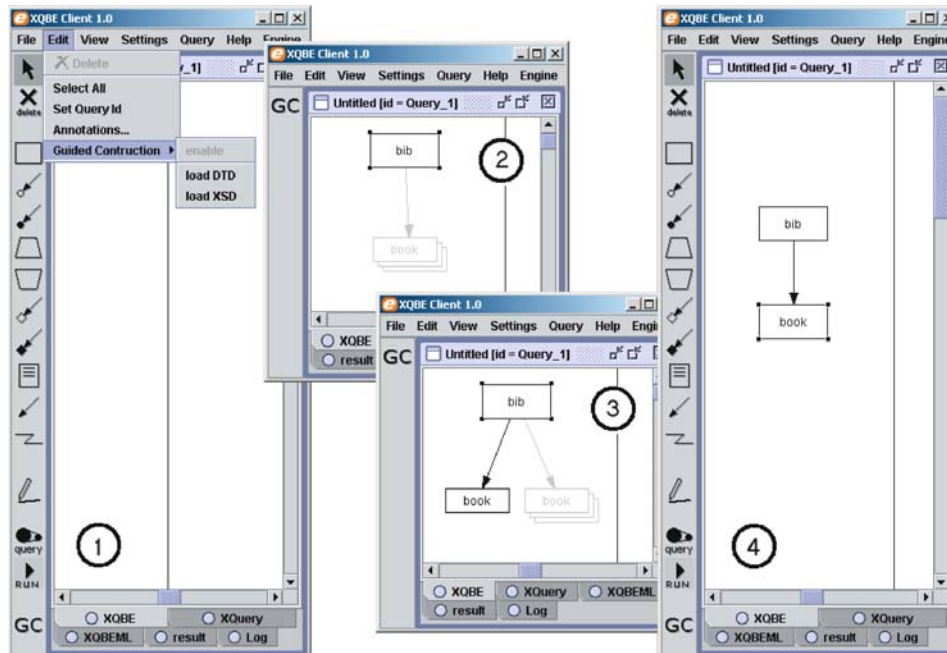 XQBE Client 1.0
File Edit View Settings Query Help Engine
Delete
Select All
Set Query Id
Annotations...
Guided Contruction
enable
load DTD
load XSD
y_1]
delete
query
RUN
GC
1
XQBE XQuery
XQBEML result Log
XQBE Client 1.0
File Edit View Settings Query Help Engine
GC
Untitled [id = Query_1]
bib
2
book
XQBE
result
XQBE Client 1.0
File Edit View Settings Query Help Engi
GC
Untitled [id = Query_1]
bib
3
book book
XQBE XQuery XQBEML
result Log
XQBE Client 1.0
File Edit View Settings Query Help Engine
Untitled [id = Query_1]
delete
bib
book
query
RUN
GC
4
XQBE XQuery
XQBEML result Log